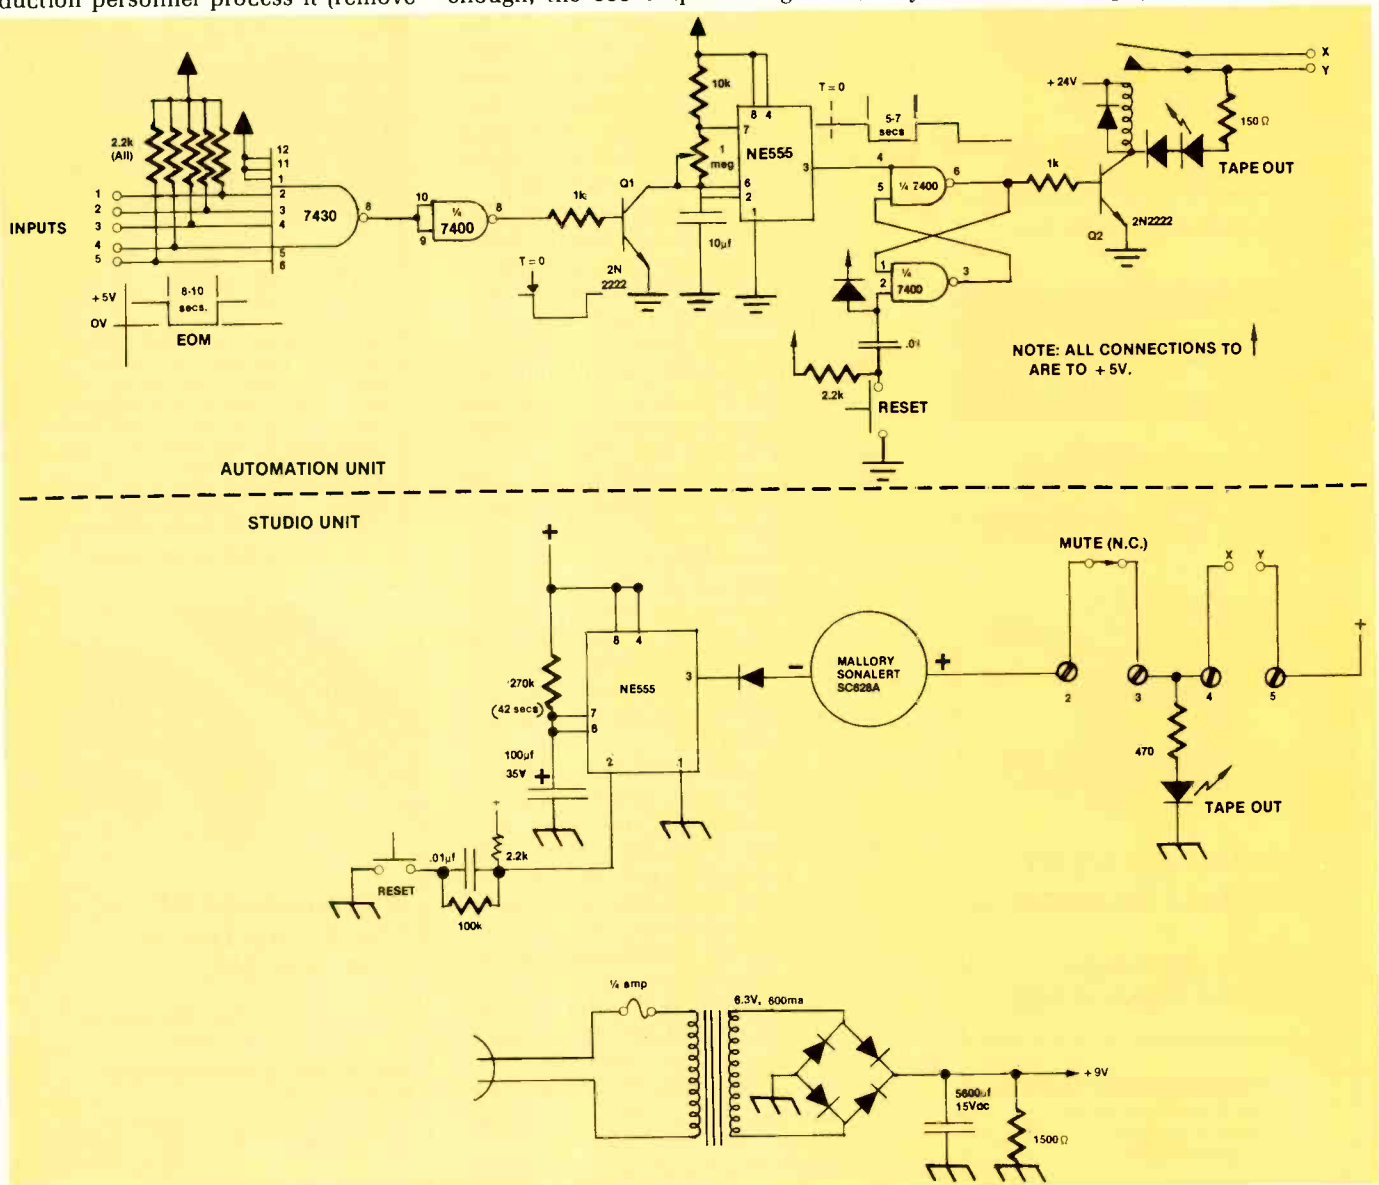 duction personnel process it (remove
10k
T = 0
X
Y
+ 24V
150 Ω
TAPE OUT
2.2k
(All)
12
11
1
2
3
4
5
6
7430
8
INPUTS
1
2
3
4
5
10
9
¼
7400
8
1k
Q1
2N
2222
T = 0
1
meg
10µf
8 4
7
NE555
3
6
2
1
5-7
secs
4
5
¼ 7400
6
1k
Q2
2N2222
1
2
¼
7400
3
+ 5V
OV
8-10
secs.
EOM
2.2k
RESET
NOTE: ALL CONNECTIONS TO
ARE TO + 5V.
AUTOMATION UNIT
STUDIO UNIT
+
MUTE (N.C.)
X Y
8 4
270k
(42 secs)
7
6
NE555
3
2
1
100µf
35V
+
−
MALLORY
SONALERT
SC628A
+
2
3
4
5
+
470
TAPE OUT
+
2.2k
.01µf
RESET
100k
¼ amp
6.3V, 600ma
+ 9V
5600µf
15Vdc
1500 Ω